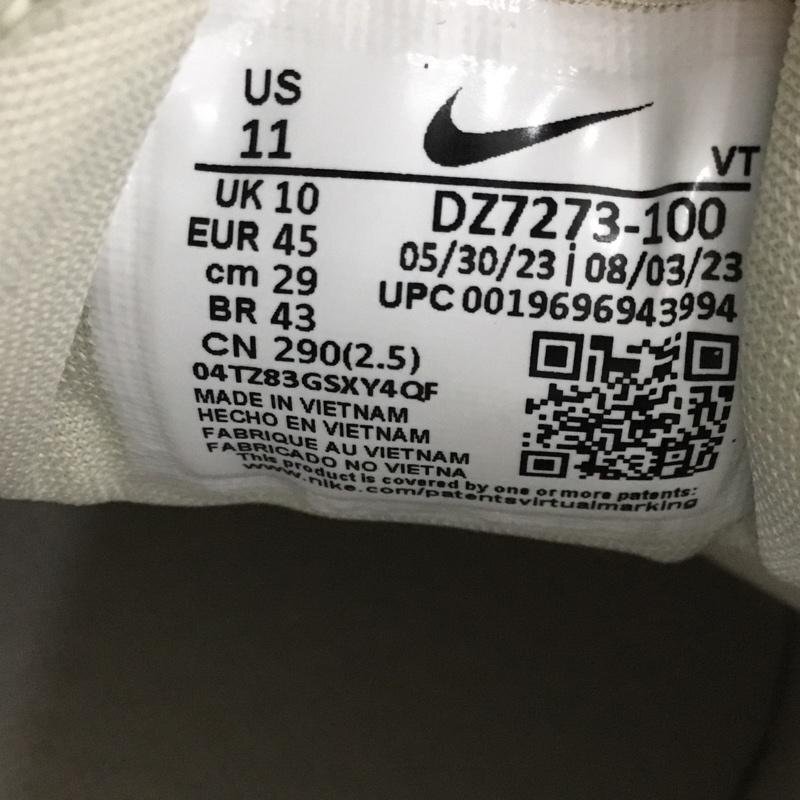 US
11
VT
UK 10
EUR 45
cm 29
BR 43
CN 290(2.5)
DZ7273-100
05/30/23 | 08/03/23
UPC 0019696943994
04TZ83GSXY4QF
MADE IN VIETNAM
HECHO EN VIETNAM
FABRIQUE AU VIETNAM
FABRICADO NO VIETNA
This product is covered by one or more patents:
www.nike.com/patentsvirtualmarking